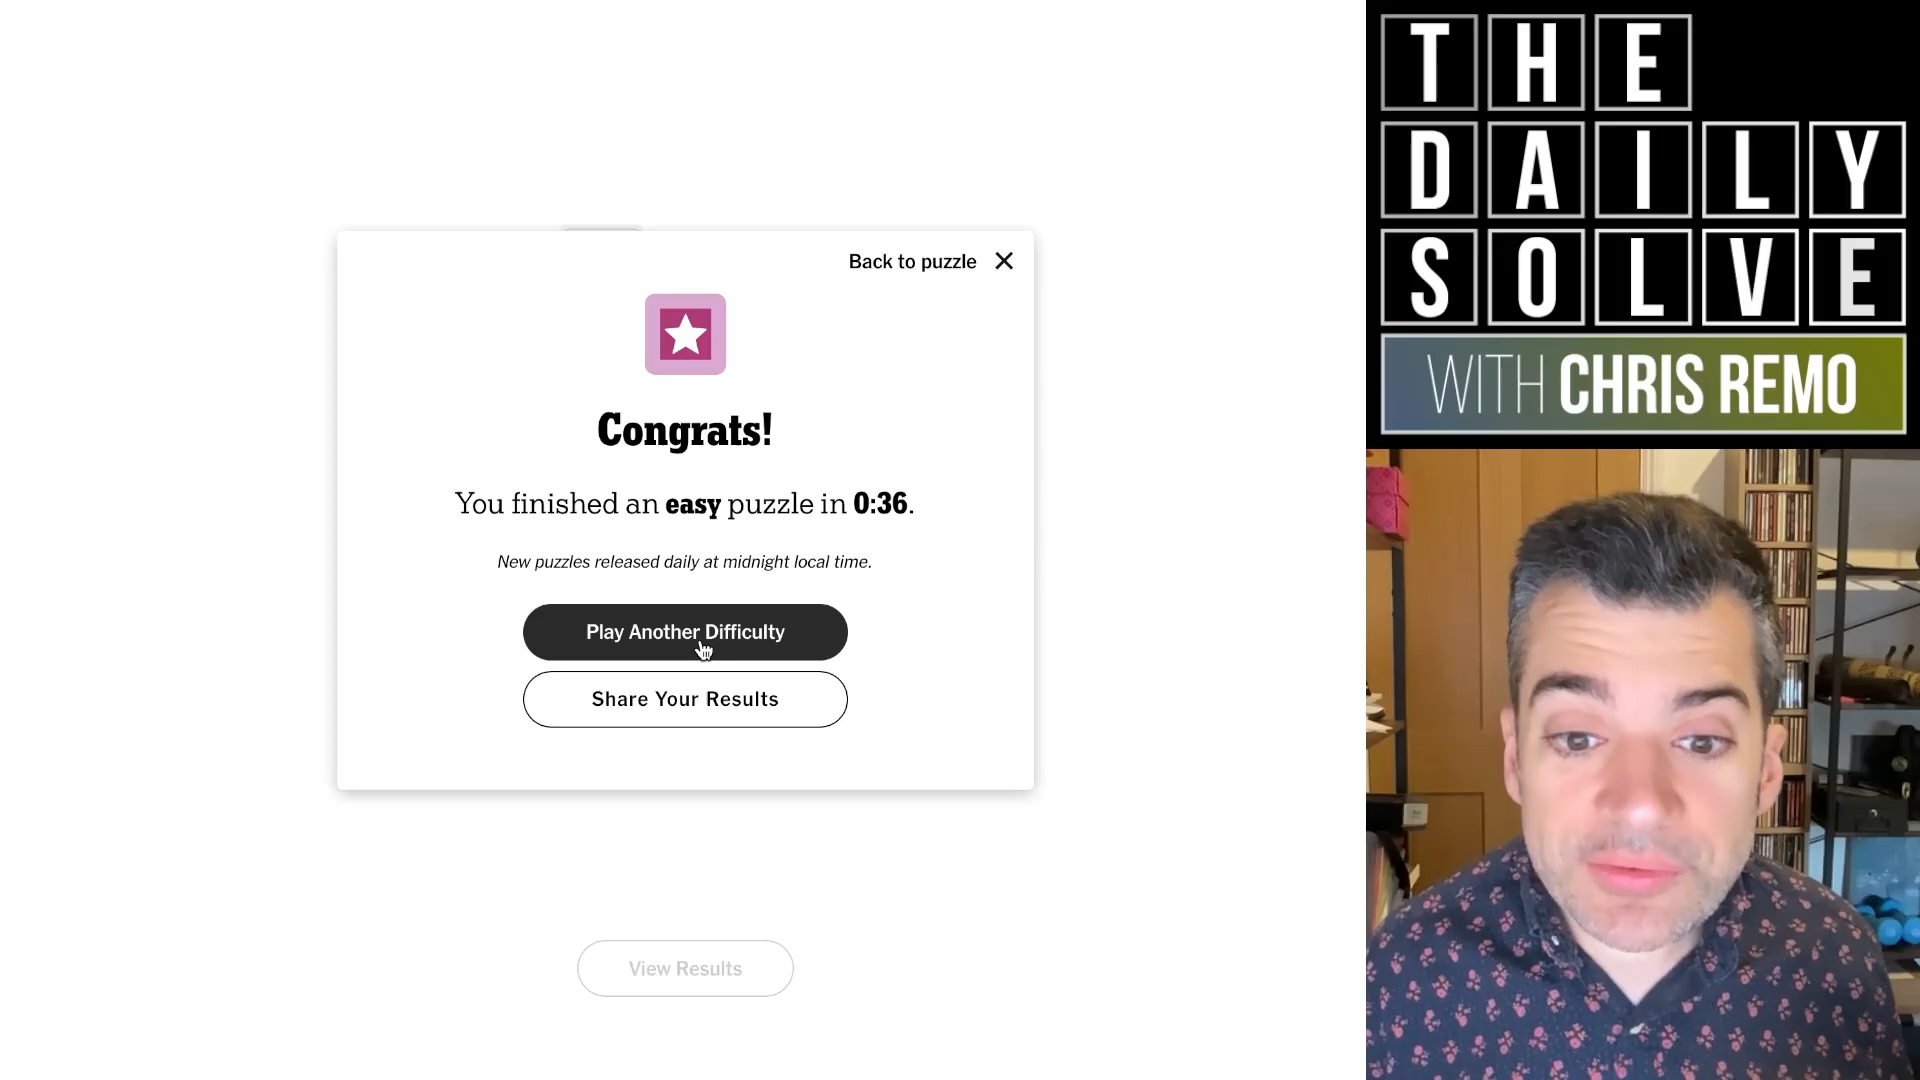 Back to puzzle
Congrats!
You finished an easy puzzle in 0:36.
New puzzles released daily at midnight local time.
Play Another Difficulty
Share Your Results
View Results
THE
DAILY
SOLVE
WITH CHRIS REMO